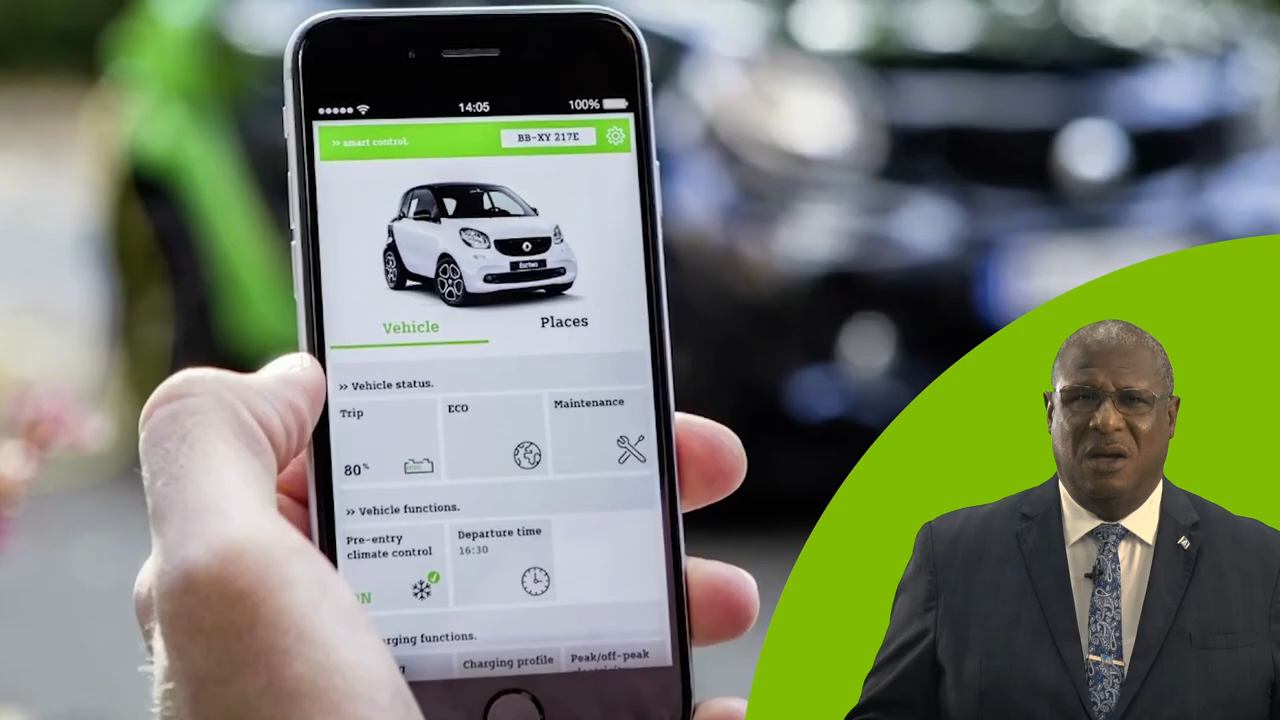 14:05
100%
>> smart control.
BB-XY 217E
Vehicle
Places
>> Vehicle status.
Trip
ECO
Maintenance
80%
>> Vehicle functions.
Pre-entry
climate control
Departure time
16:30
functions.
Charging profile
Peak/off-peak